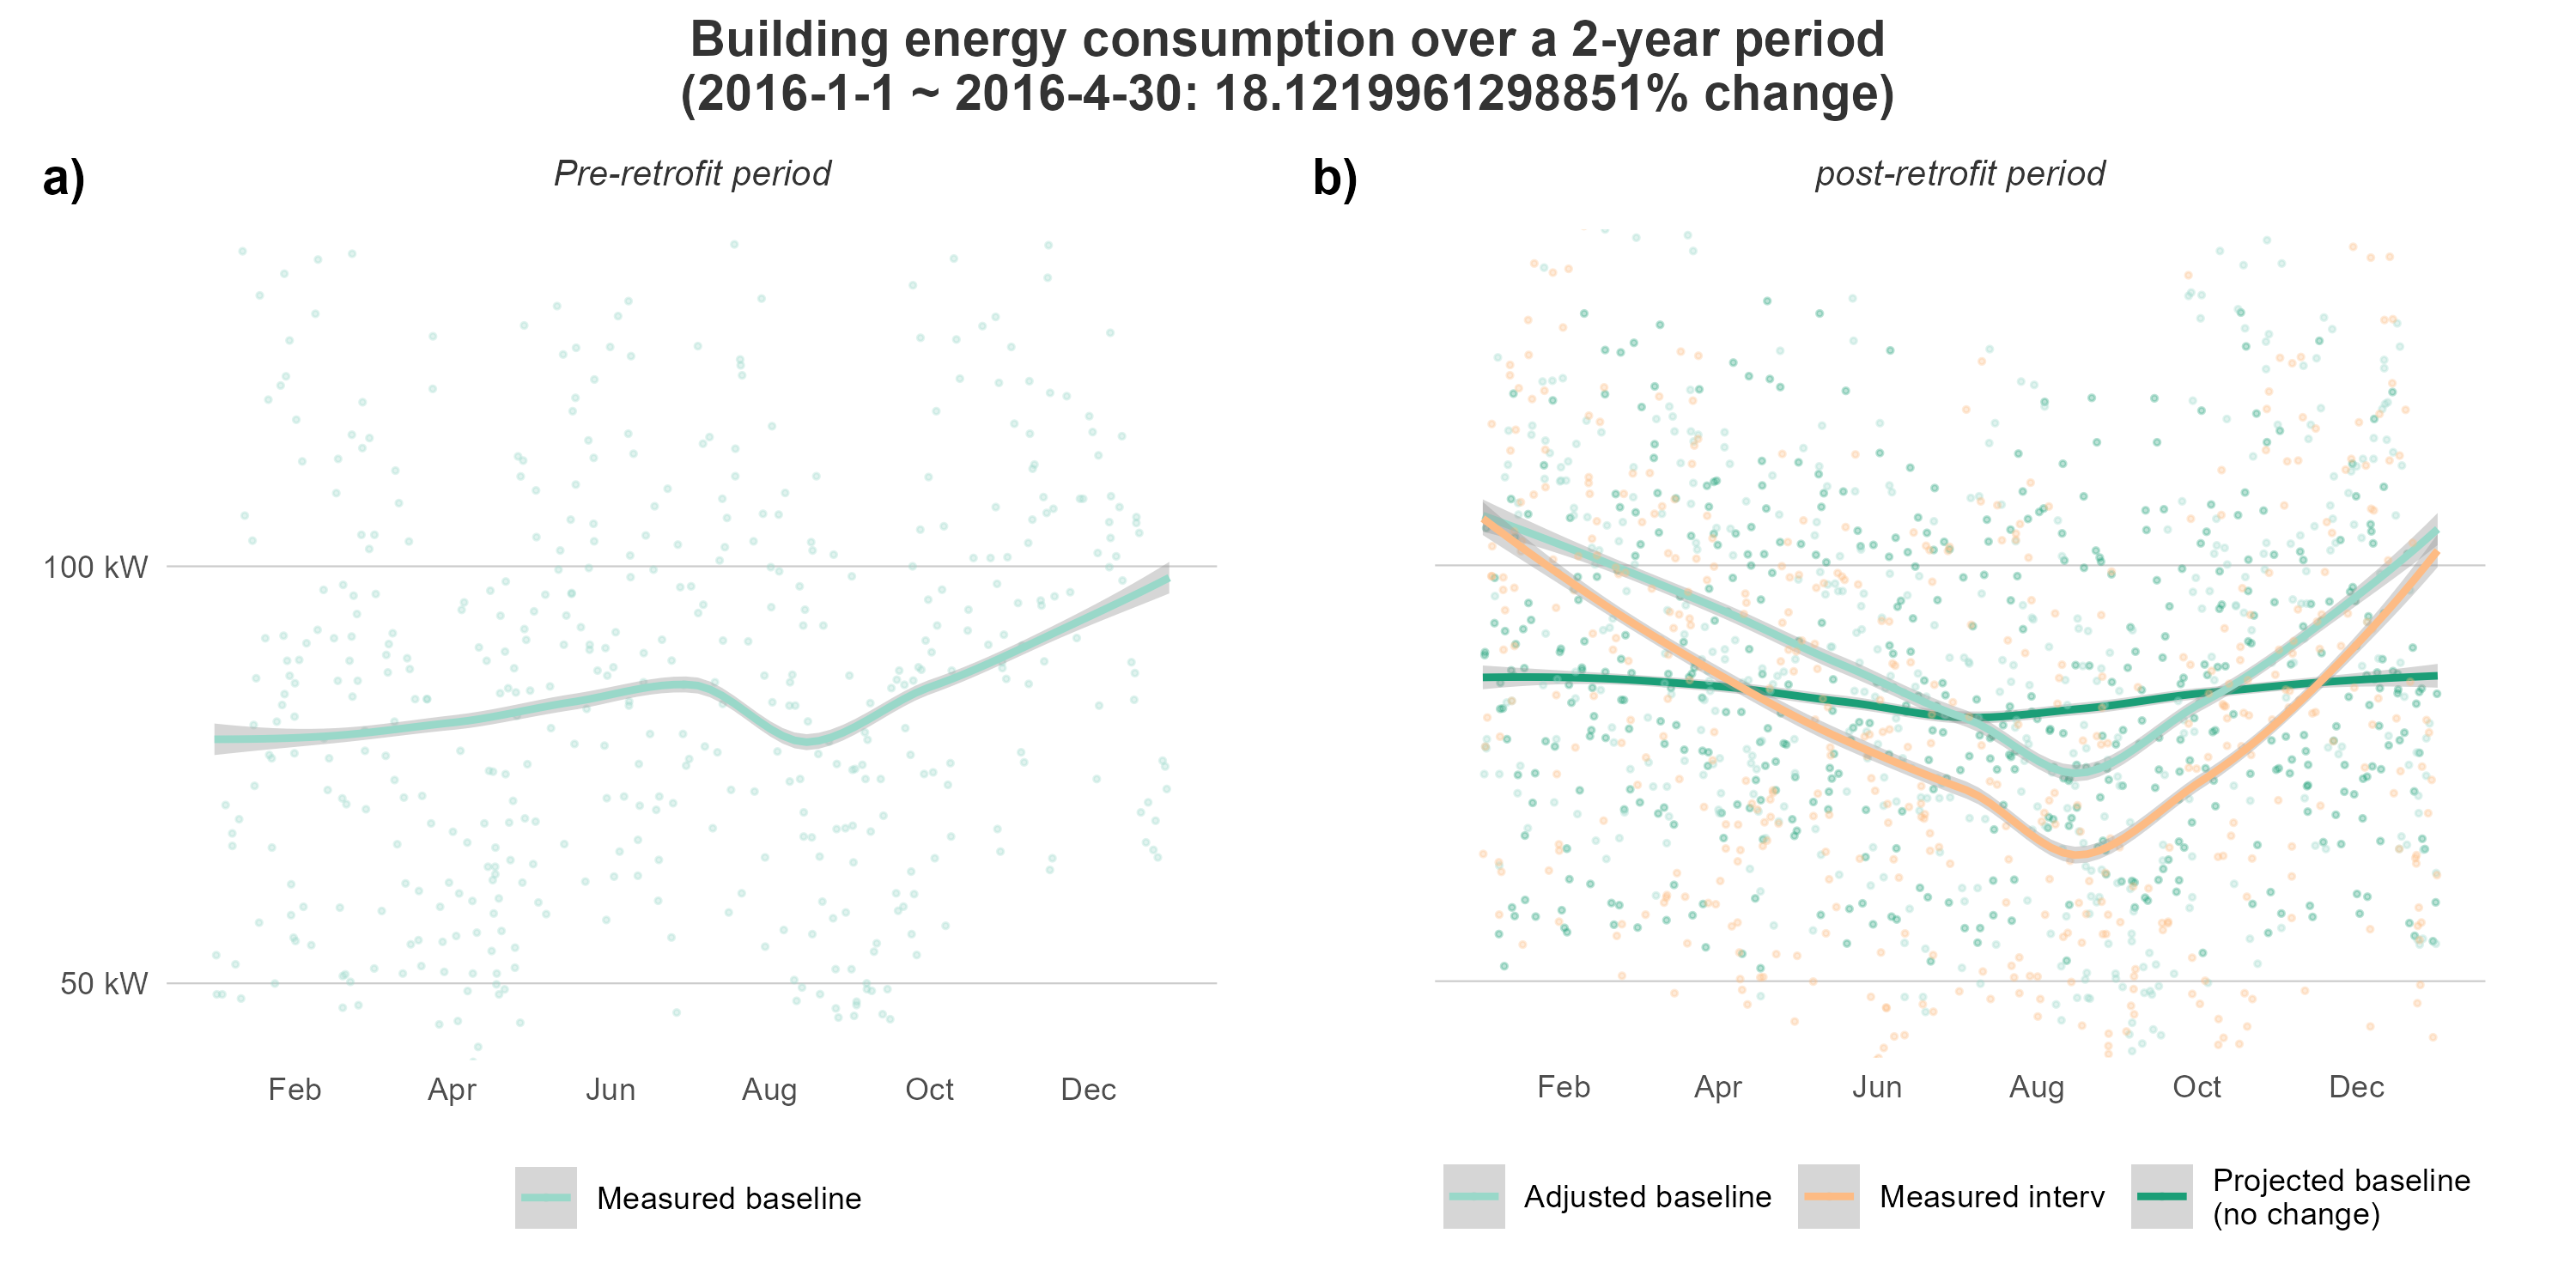 Building energy consumption over a 2-year period
(2016-1-1 ~ 2016-4-30: 18.1219961298851% change)
a)
Pre-retrofit period
100 kW
50 kW
Feb Apr Jun Aug Oct Dec
Measured baseline
b)
post-retrofit period
Feb Apr Jun Aug Oct Dec
Adjusted baseline
Measured interv
Projected baseline
(no change)